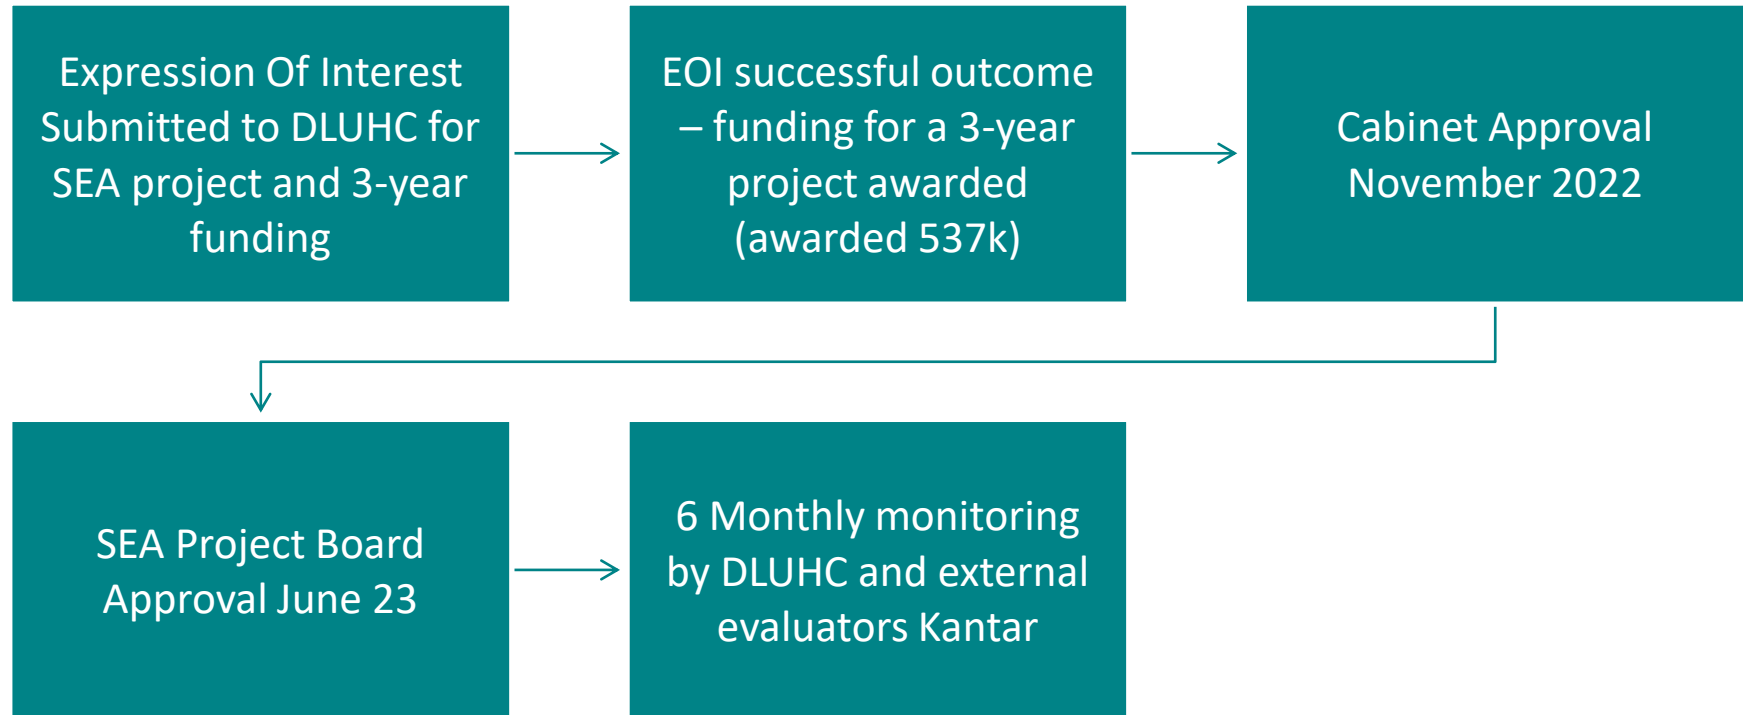 Expression Of Interest
Submitted to DLUHC for
SEA project and 3-year
funding
EOI successful outcome
– funding for a 3-year
project awarded
(awarded 537k)
Cabinet Approval
November 2022
SEA Project Board
Approval June 23
6 Monthly monitoring
by DLUHC and external
evaluators Kantar